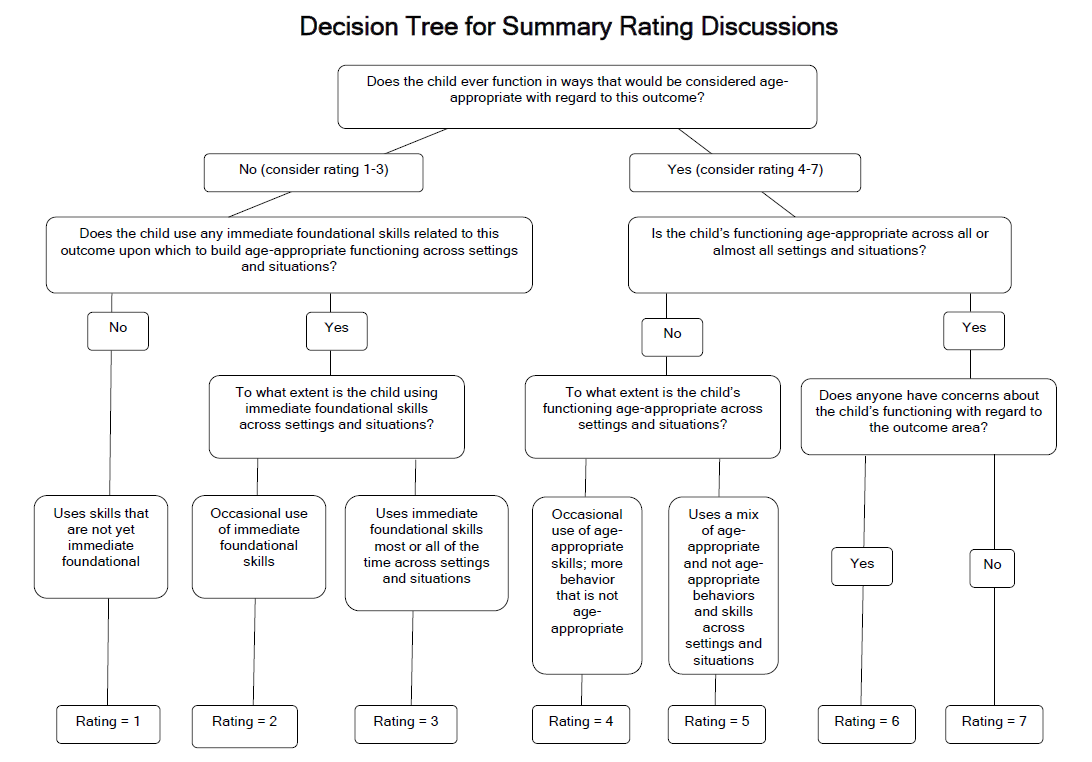 Decision Tree for Summary Rating Discussions
Does the child ever function in ways that would be considered age-
appropriate with regard to this outcome?
No (consider rating 1-3)
Yes (consider rating 4-7)
Does the child use any immediate foundational skills related to this
outcome upon which to build age-appropriate functioning across settings
and situations?
Is the child’s functioning age-appropriate across all or
almost all settings and situations?
No
Yes
No
Yes
To what extent is the child using
immediate foundational skills
across settings and situations?
To what extent is the child’s
functioning age-appropriate across
settings and situations?
Does anyone have concerns about
the child’s functioning with regard to
the outcome area?
Uses skills that
are not yet
immediate
foundational
Occasional use
of immediate
foundational
skills
Uses immediate
foundational skills
most or all of the
time across settings
and situations
Occasional
use of age-
appropriate
skills; more
behavior
that is not
age-
appropriate
Uses a mix
of age-
appropriate
and not age-
appropriate
behaviors
and skills
across
settings and
situations
Yes
No
Rating = 1
Rating = 2
Rating = 3
Rating = 4
Rating = 5
Rating = 6
Rating = 7